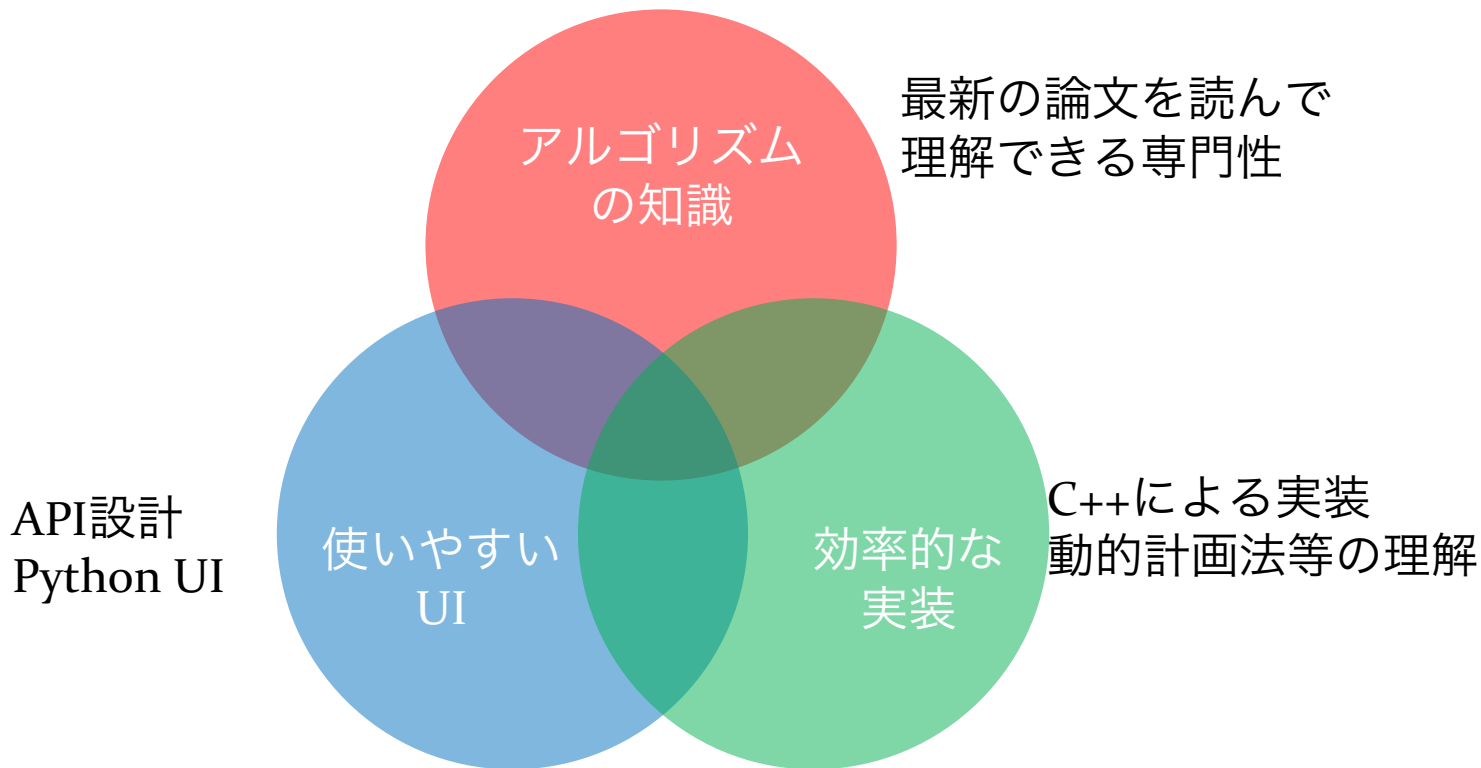 アルゴリズム
の知識
最新の論文を読んで
理解できる専門性
API設計
Python UI
使いやすい
UI
効率的な
実装
C++による実装
動的計画法等の理解